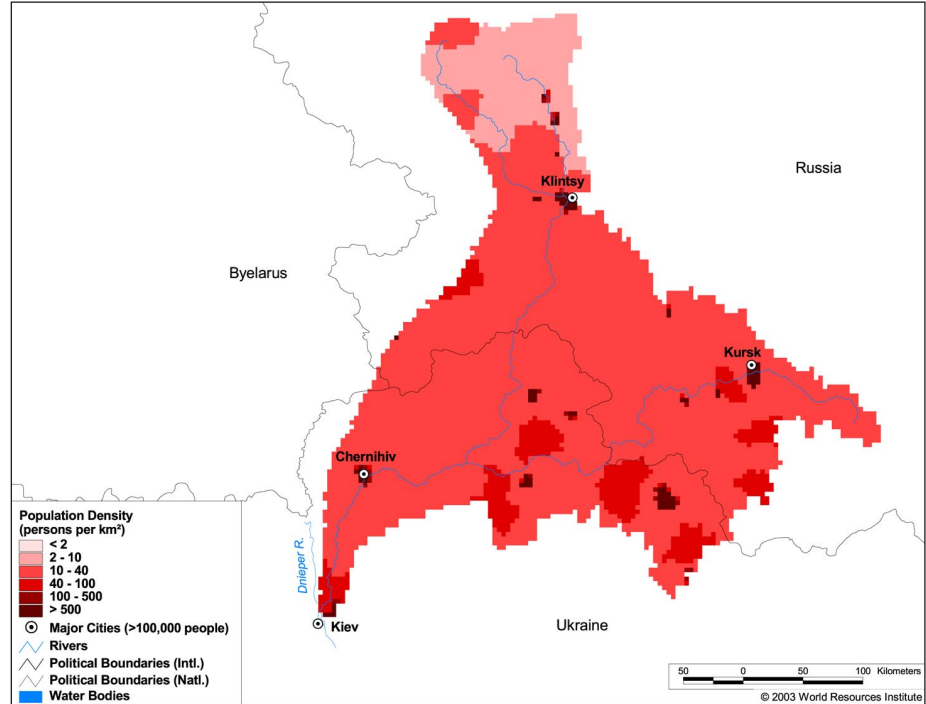 Russia
Klintsy
Byelarus
Kursk
Chernihiv
Population Density
(persons per km²)
< 2
2 - 10
10 - 40
40 - 100
100 - 500
> 500
Major Cities (>100,000 people)
Rivers
Political Boundaries (Intl.)
Political Boundaries (Natl.)
Water Bodies
Dnieper R.
Kiev
Ukraine
50 0 50 100 Kilometers
© 2003 World Resources Institute